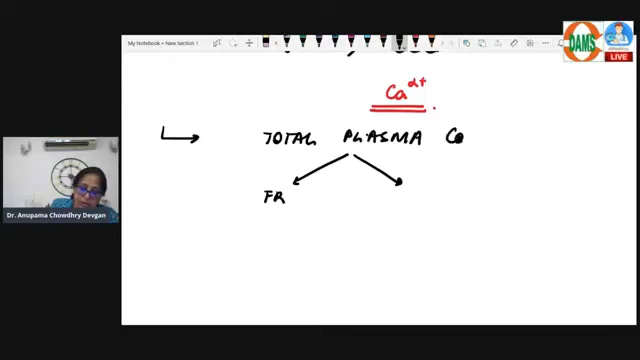 My Notebook » New Section 1
DAMS
LIVE
Ca2+
TOTAL PLASMA Ca
FR
Dr. Anupama Chowdhry Devgan